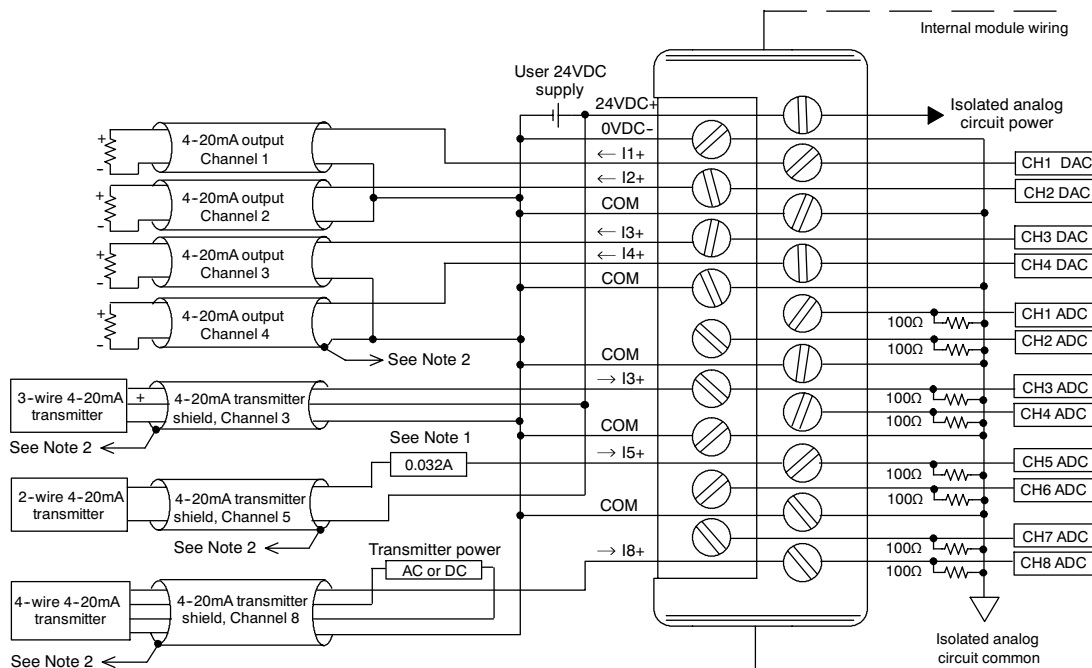 Internal module wiring
User 24VDC
supply
24VDC+
0VDC-
Isolated analog
circuit power
+
-
4-20mA output
Channel 1
← I1+
CH1 DAC
+
-
4-20mA output
Channel 2
← I2+
CH2 DAC
COM
+
-
4-20mA output
Channel 3
← I3+
CH3 DAC
← I4+
CH4 DAC
+
-
4-20mA output
Channel 4
COM
See Note 2
100Ω
CH1 ADC
100Ω
CH2 ADC
COM
3-wire 4-20mA
transmitter
+
4-20mA transmitter
shield, Channel 3
→ I3+
100Ω
CH3 ADC
100Ω
CH4 ADC
See Note 2
COM
See Note 1
0.032A
→ I5+
100Ω
CH5 ADC
100Ω
CH6 ADC
2-wire 4-20mA
transmitter
4-20mA transmitter
shield, Channel 5
See Note 2
COM
Transmitter power
AC or DC
→ I8+
100Ω
CH7 ADC
100Ω
CH8 ADC
4-wire 4-20mA
transmitter
4-20mA transmitter
shield, Channel 8
See Note 2
Isolated analog
circuit common